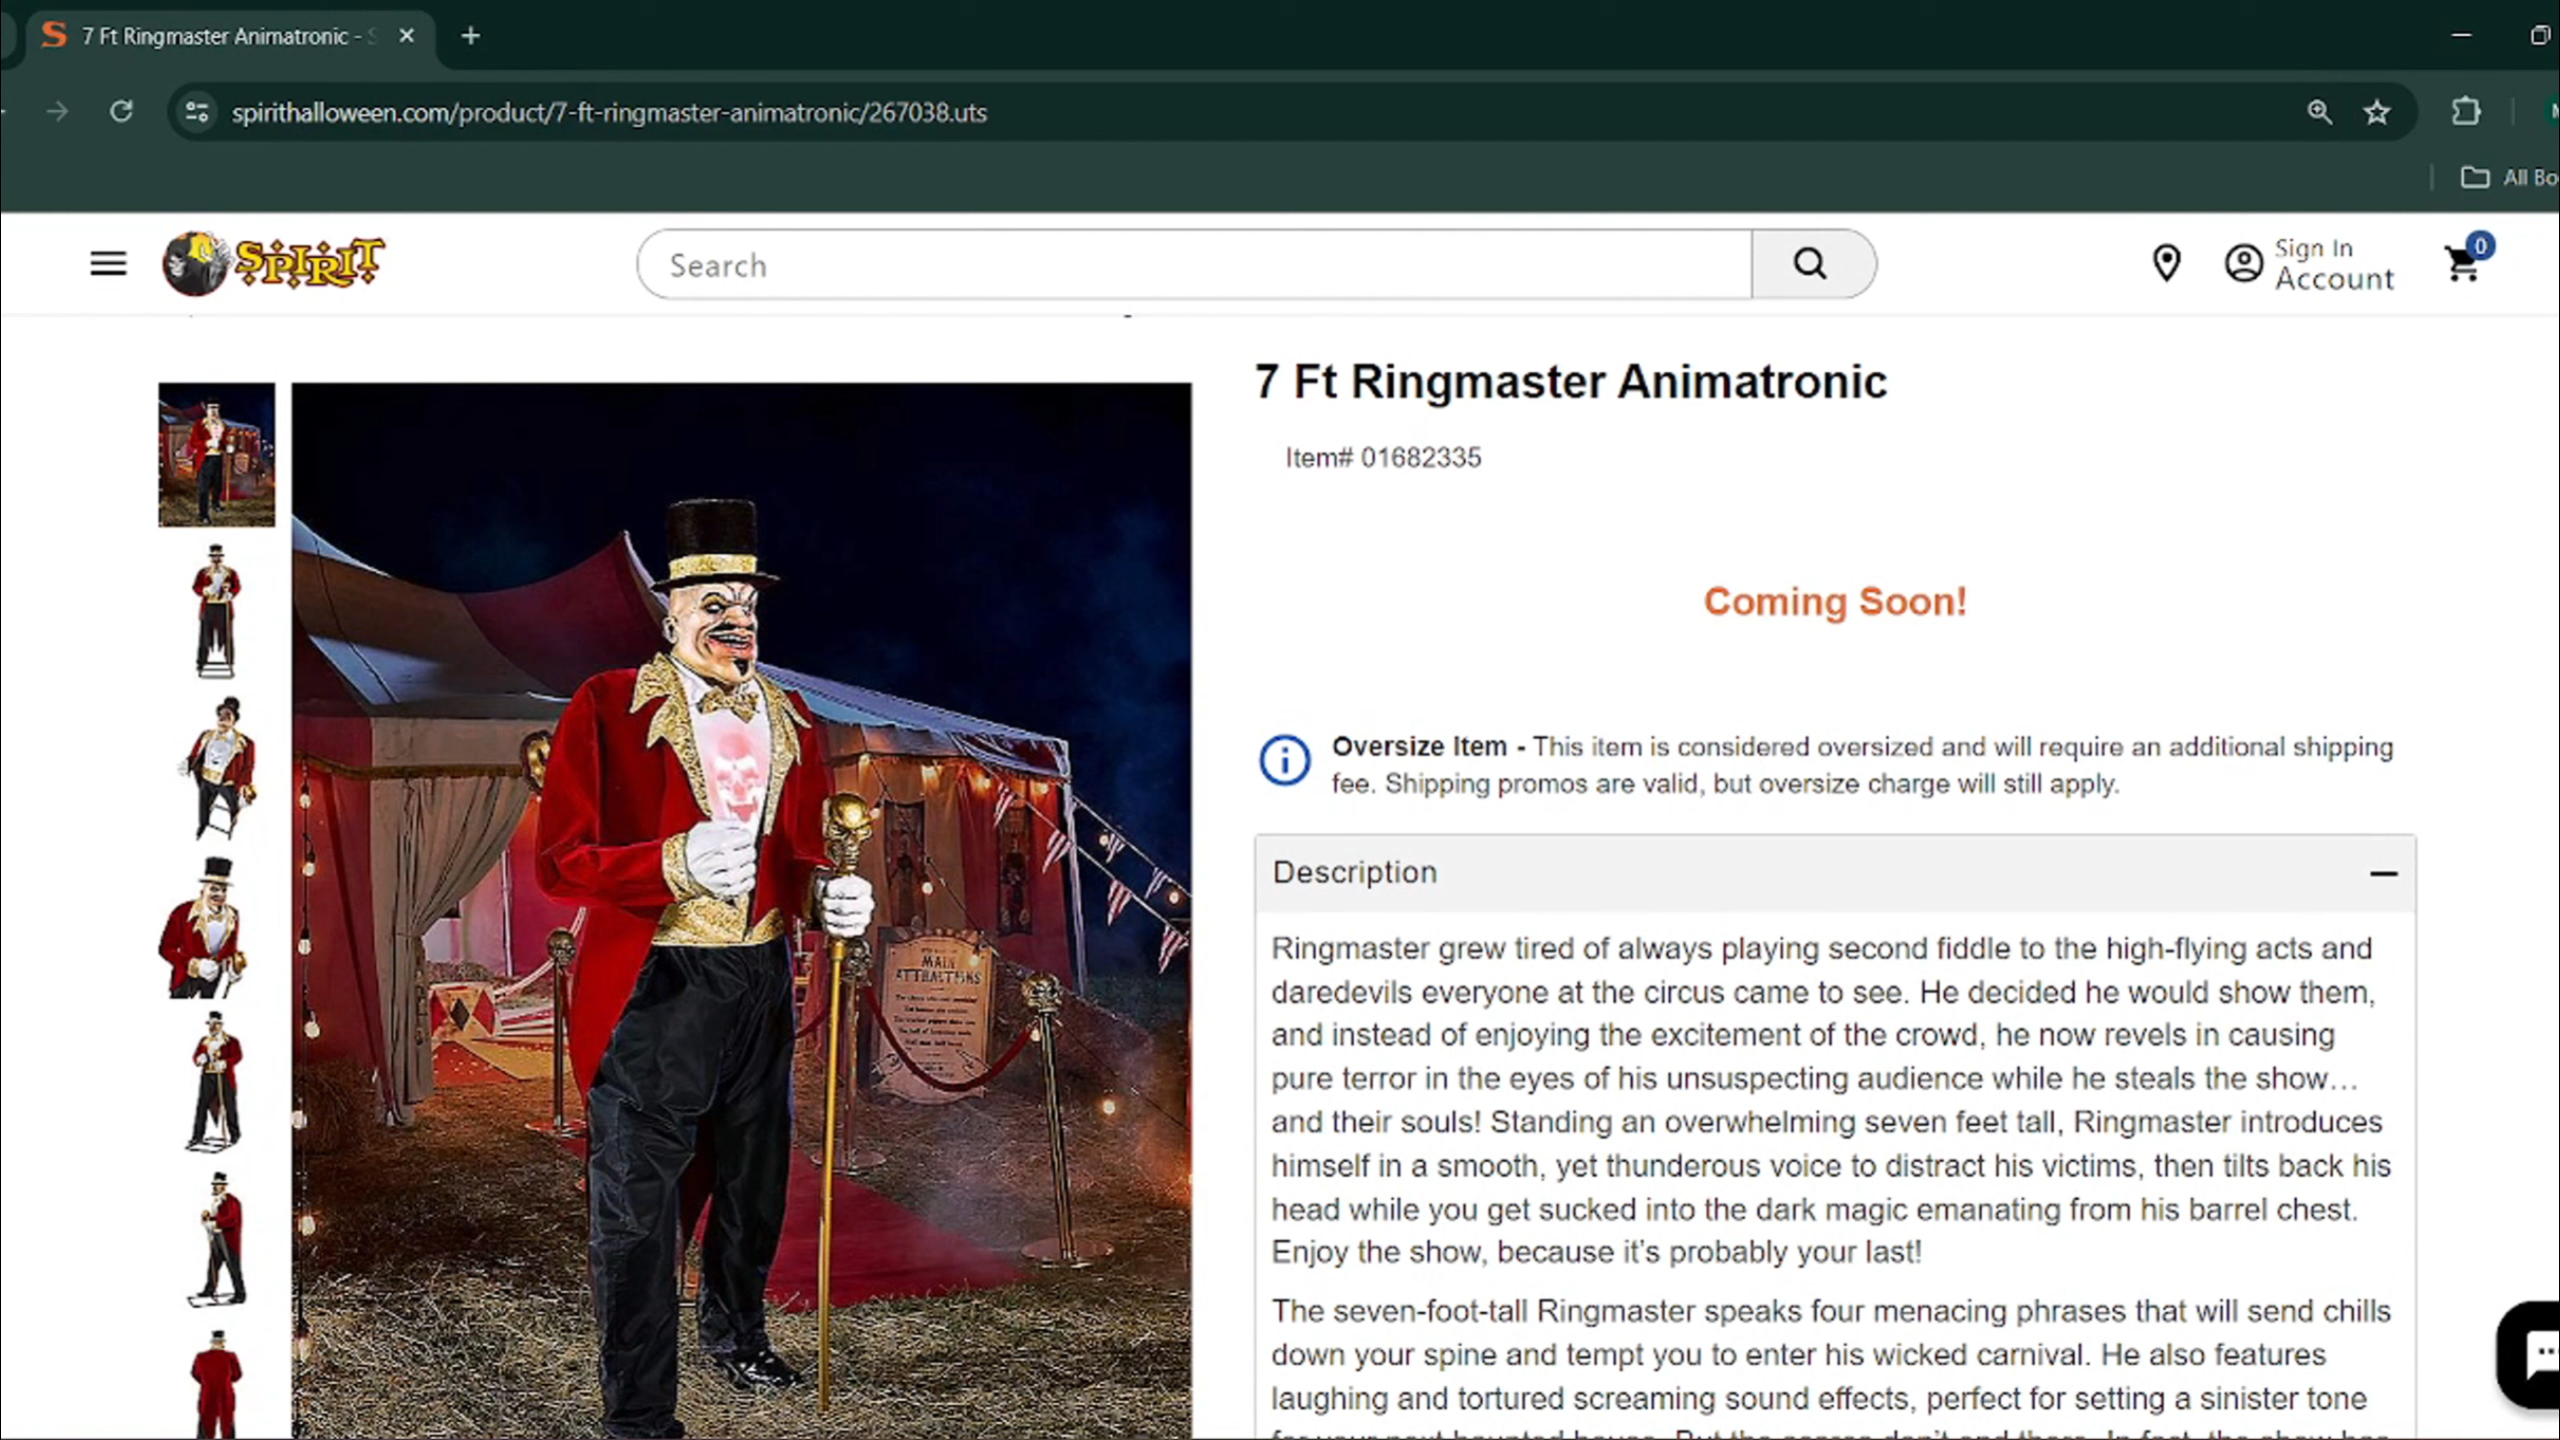 7 Ft Ringmaster Animatronic -
spirithalloween.com/product/7-ft-ringmaster-animatronic/267038.uts
All Bo
SPIRIT
Search
Sign In
Account
0
7 Ft Ringmaster Animatronic
Item# 01682335
Coming Soon!
Oversize Item - This item is considered oversized and will require an additional shipping
fee. Shipping promos are valid, but oversize charge will still apply.
Description
Ringmaster grew tired of always playing second fiddle to the high-flying acts and
daredevils everyone at the circus came to see. He decided he would show them,
and instead of enjoying the excitement of the crowd, he now revels in causing
pure terror in the eyes of his unsuspecting audience while he steals the show…
and their souls! Standing an overwhelming seven feet tall, Ringmaster introduces
himself in a smooth, yet thunderous voice to distract his victims, then tilts back his
head while you get sucked into the dark magic emanating from his barrel chest.
Enjoy the show, because it’s probably your last!
The seven-foot-tall Ringmaster speaks four menacing phrases that will send chills
down your spine and tempt you to enter his wicked carnival. He also features
laughing and tortured screaming sound effects, perfect for setting a sinister tone
MAIN
ATTRACTIONS